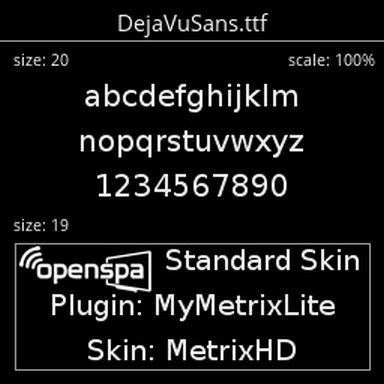 DejaVuSans.ttf
size: 20 scale: 100%
abcdefghijklm
nopqrstuvwxyz
1234567890
size: 19
openspa Standard Skin
Plugin: MyMetrixLite
Skin: MetrixHD